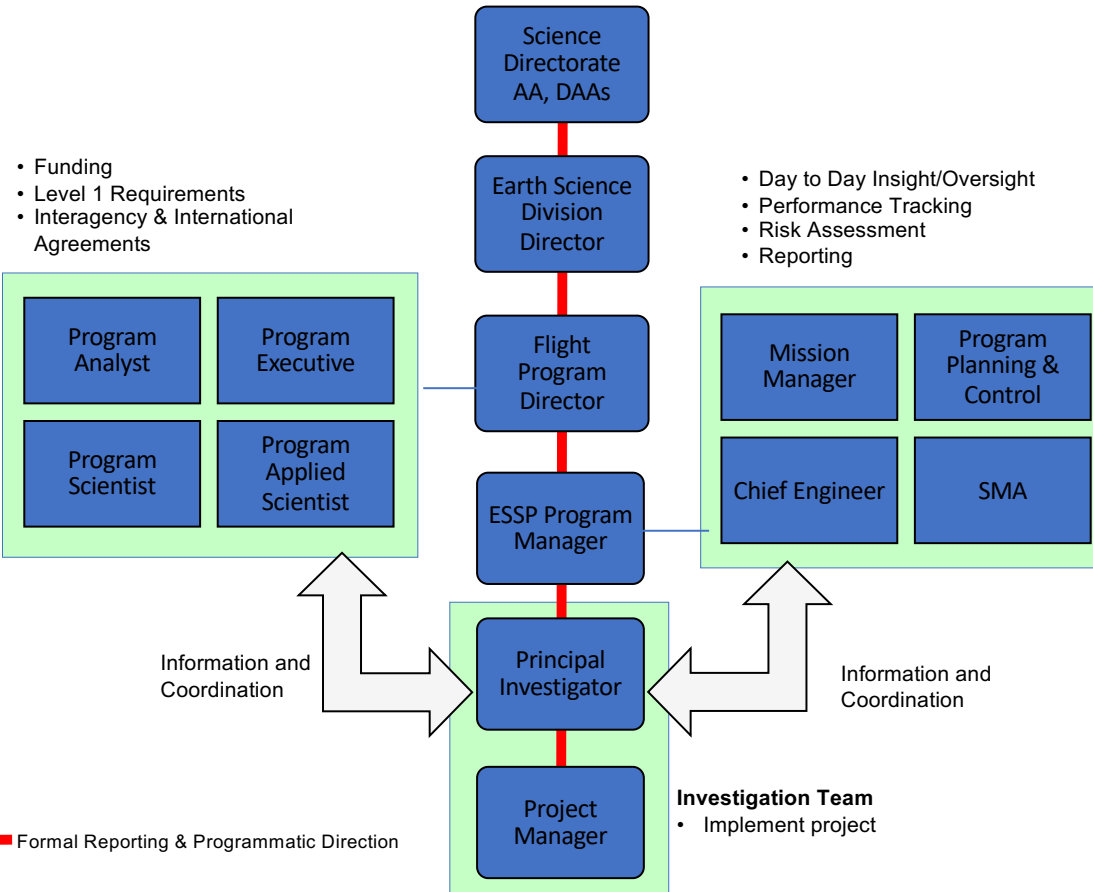 Science
Directorate
AA, DAAs
• Funding
• Level 1 Requirements
• Interagency & International
Agreements
Earth Science
Division
Director
• Day to Day Insight/Oversight
• Performance Tracking
• Risk Assessment
• Reporting
Program
Analyst
Program
Executive
Program
Scientist
Program
Applied
Scientist
Flight
Program
Director
Mission
Manager
Program
Planning &
Control
Chief Engineer
SMA
ESSP Program
Manager
Information and
Coordination
Principal
Investigator
Information and
Coordination
Project
Manager
Investigation Team
• Implement project
Formal Reporting & Programmatic Direction